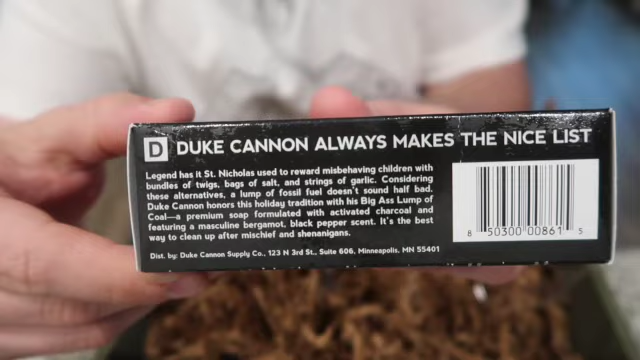 D DUKE CANNON ALWAYS MAKES THE NICE LIST
Legend has it St. Nicholas used to reward misbehaving children with
bundles of twigs, bags of salt, and strings of garlic. Considering
these alternatives, a lump of fossil fuel doesn't sound half bad.
Duke Cannon honors this holiday tradition with his Big Ass Lump of
Coal—a premium soap formulated with activated charcoal and
featuring a masculine bergamot, black pepper scent. It's the best
way to clean up after mischief and shenanigans.
Dist. by: Duke Cannon Supply Co., 123 N 3rd St., Suite 606, Minneapolis, MN 55401
8 50300 00861 5